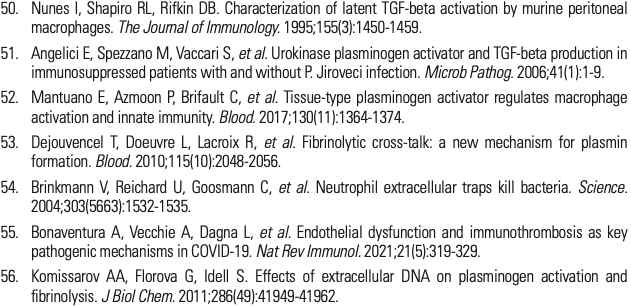 50. Nunes I, Shapiro RL, Rifkin DB. Characterization of latent TGF-beta activation by murine peritoneal
macrophages. The Journal of Immunology. 1995;155(3):1450-1459.
51. Angelici E, Spezzano M, Vaccari S, et al. Urokinase plasminogen activator and TGF-beta production in
immunosuppressed patients with and without P. Jiroveci infection. Microb Pathog. 2006;41(1):1-9.
52. Mantuano E, Azmoon P, Brifault C, et al. Tissue-type plasminogen activator regulates macrophage
activation and innate immunity. Blood. 2017;130(11):1364-1374.
53. Dejouvencel T, Doeuvre L, Lacroix R, et al. Fibrinolytic cross-talk: a new mechanism for plasmin
formation. Blood. 2010;115(10):2048-2056.
54. Brinkmann V, Reichard U, Goosmann C, et al. Neutrophil extracellular traps kill bacteria. Science.
2004;303(5663):1532-1535.
55. Bonaventura A, Vecchie A, Dagna L, et al. Endothelial dysfunction and immunothrombosis as key
pathogenic mechanisms in COVID-19. Nat Rev Immunol. 2021;21(5):319-329.
56. Komissarov AA, Florova G, Idell S. Effects of extracellular DNA on plasminogen activation and
fibrinolysis. J Biol Chem. 2011;286(49):41949-41962.